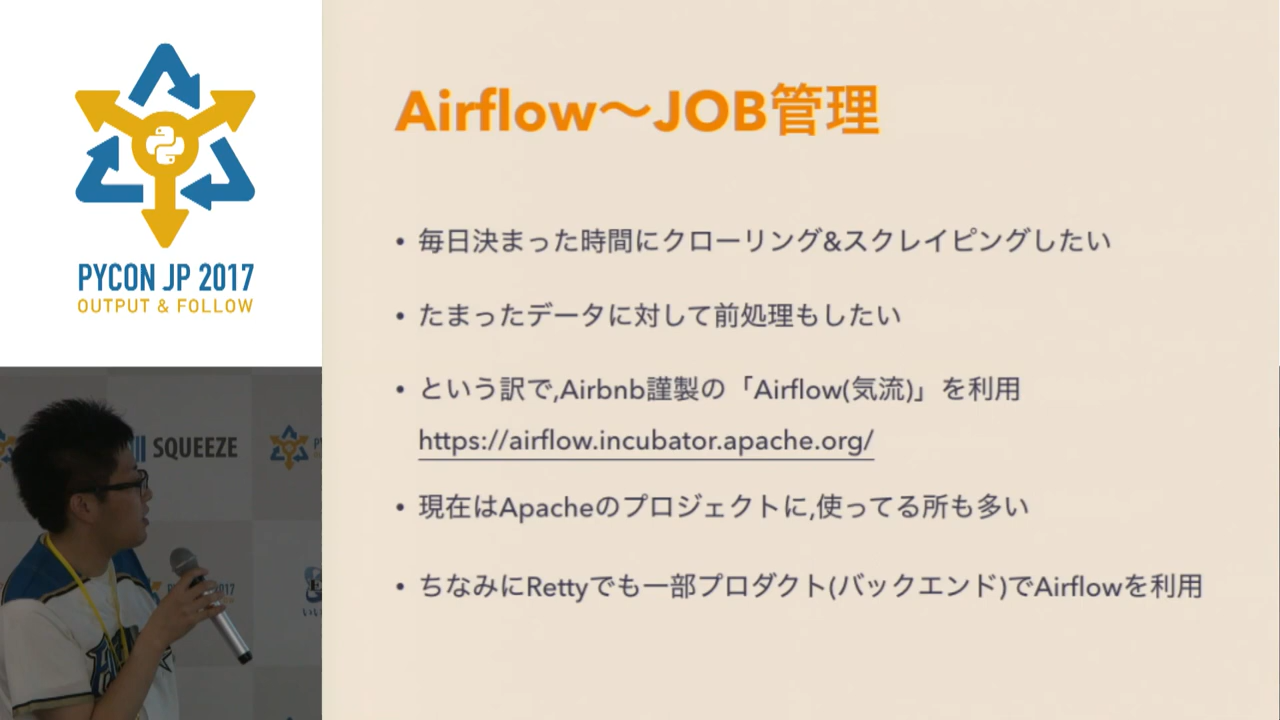 PYCON JP 2017
OUTPUT & FOLLOW
Airflow〜JOB管理
• 毎日決まった時間にクローリング&スクレイピングしたい
• たまったデータに対して前処理もしたい
• という訳で,Airbnb謹製の「Airflow(気流)」を利用
https://airflow.incubator.apache.org/
• 現在はApacheのプロジェクトに,使ってる所も多い
• ちなみにRettyでも一部プロダクト(バックエンド)でAirflowを利用
SQUEEZE